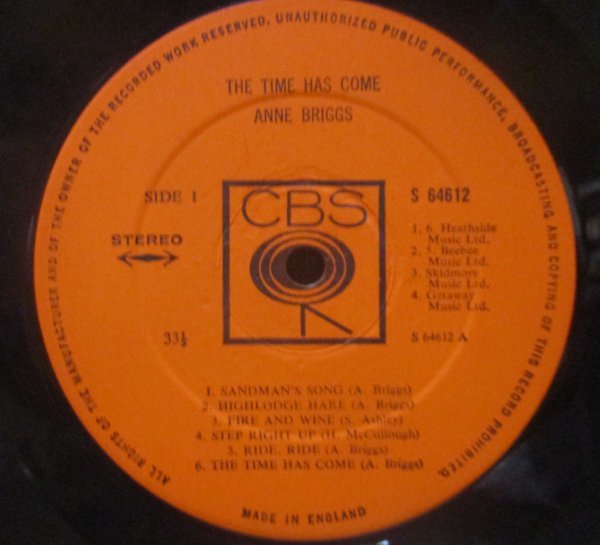 ALL RIGHTS OF THE MANUFACTURER AND OF THE OWNER OF THE RECORDED WORK RESERVED, UNAUTHORIZED PUBLIC PERFORMANCE, BROADCASTING AND COPYING OF THIS RECORD PROHIBITED.
THE TIME HAS COME
ANNE BRIGGS
SIDE 1
STEREO
33⅓
CBS
S 64612
1, 6. Heathside
Music Ltd.
2, 5. Beebee
Music Ltd.
3. Skidmore
Music Ltd.
4. Getaway
Music Ltd.
S 64612 A
1. SANDMAN'S SONG (A. Briggs)
2. HIGHLODGE HARE (A. Briggs)
3. FIRE AND WINE (S. Ashley)
4. STEP RIGHT UP (H. McCullough)
5. RIDE, RIDE (A. Briggs)
6. THE TIME HAS COME (A. Briggs)
MADE IN ENGLAND